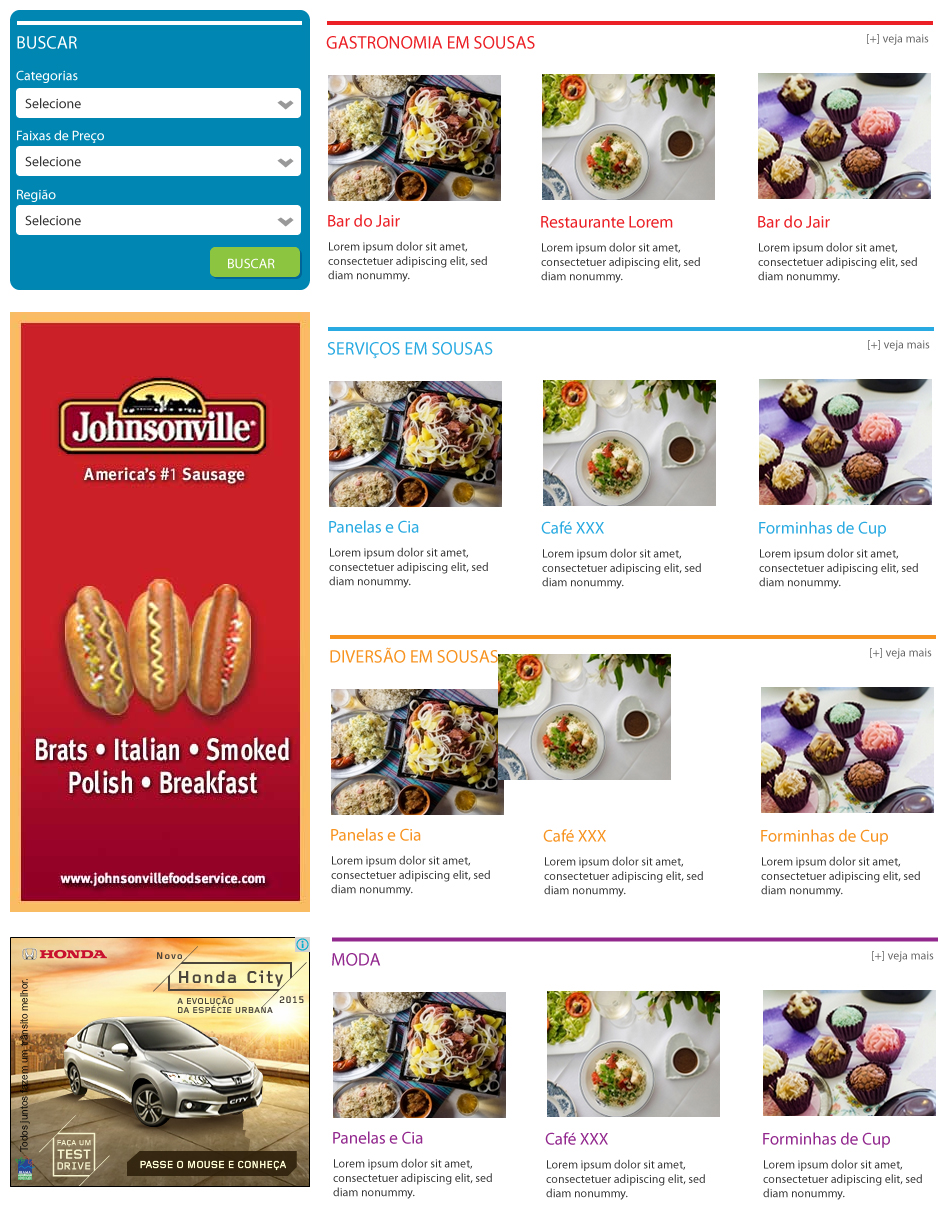 BUSCAR
Categorias
Selecione
Faixas de Preço
Selecione
Região
Selecione
BUSCAR
Johnsonville®
America's #1 Sausage
Brats • Italian • Smoked
Polish • Breakfast
www.johnsonvillefoodservice.com
HONDA
Novo
Honda City
2015
A EVOLUÇÃO
DA ESPÉCIE URBANA
Todos juntos fazem um trânsito melhor.
CITY
FAÇA UM
TEST
DRIVE
PASSE O MOUSE E CONHEÇA
GASTRONOMIA EM SOUSAS
[+] veja mais
Bar do Jair
Lorem ipsum dolor sit amet,
consectetuer adipiscing elit, sed
diam nonummy.
Restaurante Lorem
Lorem ipsum dolor sit amet,
consectetuer adipiscing elit, sed
diam nonummy.
Bar do Jair
Lorem ipsum dolor sit amet,
consectetuer adipiscing elit, sed
diam nonummy.
SERVIÇOS EM SOUSAS
[+] veja mais
Panelas e Cia
Lorem ipsum dolor sit amet,
consectetuer adipiscing elit, sed
diam nonummy.
Café XXX
Lorem ipsum dolor sit amet,
consectetuer adipiscing elit, sed
diam nonummy.
Forminhas de Cup
Lorem ipsum dolor sit amet,
consectetuer adipiscing elit, sed
diam nonummy.
DIVERSÃO EM SOUSAS
[+] veja mais
Panelas e Cia
Lorem ipsum dolor sit amet,
consectetuer adipiscing elit, sed
diam nonummy.
Café XXX
Lorem ipsum dolor sit amet,
consectetuer adipiscing elit, sed
diam nonummy.
Forminhas de Cup
Lorem ipsum dolor sit amet,
consectetuer adipiscing elit, sed
diam nonummy.
MODA
[+] veja mais
Panelas e Cia
Lorem ipsum dolor sit amet,
consectetuer adipiscing elit, sed
diam nonummy.
Café XXX
Lorem ipsum dolor sit amet,
consectetuer adipiscing elit, sed
diam nonummy.
Forminhas de Cup
Lorem ipsum dolor sit amet,
consectetuer adipiscing elit, sed
diam nonummy.